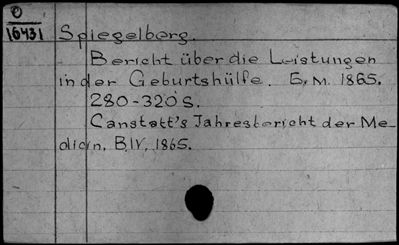 O
16431
Spiegelberg.
Bericht über die Leistungen
in der Geburtshülfe. E, M. 1865.
280-320 S.
Canstatt's Jahresbericht der Me-
dicin, B.IV, 1865.